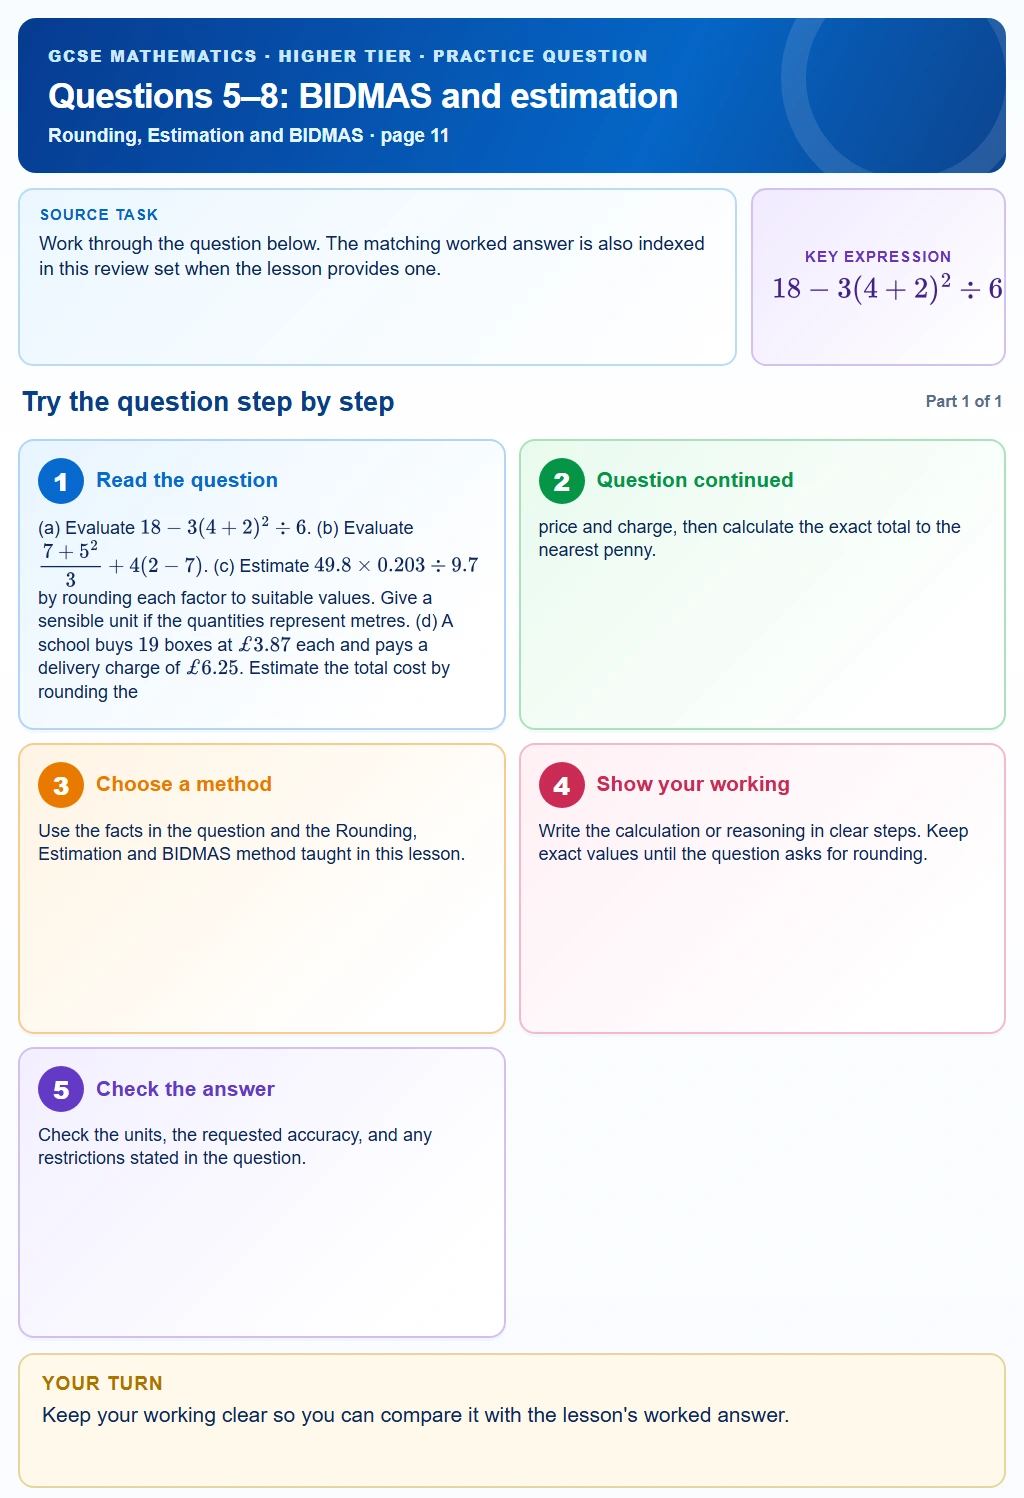 GCSE MATHEMATICS · HIGHER TIER · PRACTICE QUESTION
Questions 5–8: BIDMAS and estimation
Rounding, Estimation and BIDMAS · page 11
SOURCE TASK
Work through the question below. The matching worked answer is also indexed
in this review set when the lesson provides one.
KEY EXPRESSION
$18 - 3(4 + 2)^2 \div 6$
Try the question step by step
Part 1 of 1
1 Read the question
(a) Evaluate $18 - 3(4 + 2)^2 \div 6$. (b) Evaluate
$\frac{7 + 5^2}{3} + 4(2 - 7)$. (c) Estimate $49.8 \times 0.203 \div 9.7$
by rounding each factor to suitable values. Give a
sensible unit if the quantities represent metres. (d) A
school buys 19 boxes at £3.87 each and pays a
delivery charge of £6.25. Estimate the total cost by
rounding the
2 Question continued
price and charge, then calculate the exact total to the
nearest penny.
3 Choose a method
Use the facts in the question and the Rounding,
Estimation and BIDMAS method taught in this lesson.
4 Show your working
Write the calculation or reasoning in clear steps. Keep
exact values until the question asks for rounding.
5 Check the answer
Check the units, the requested accuracy, and any
restrictions stated in the question.
YOUR TURN
Keep your working clear so you can compare it with the lesson's worked answer.